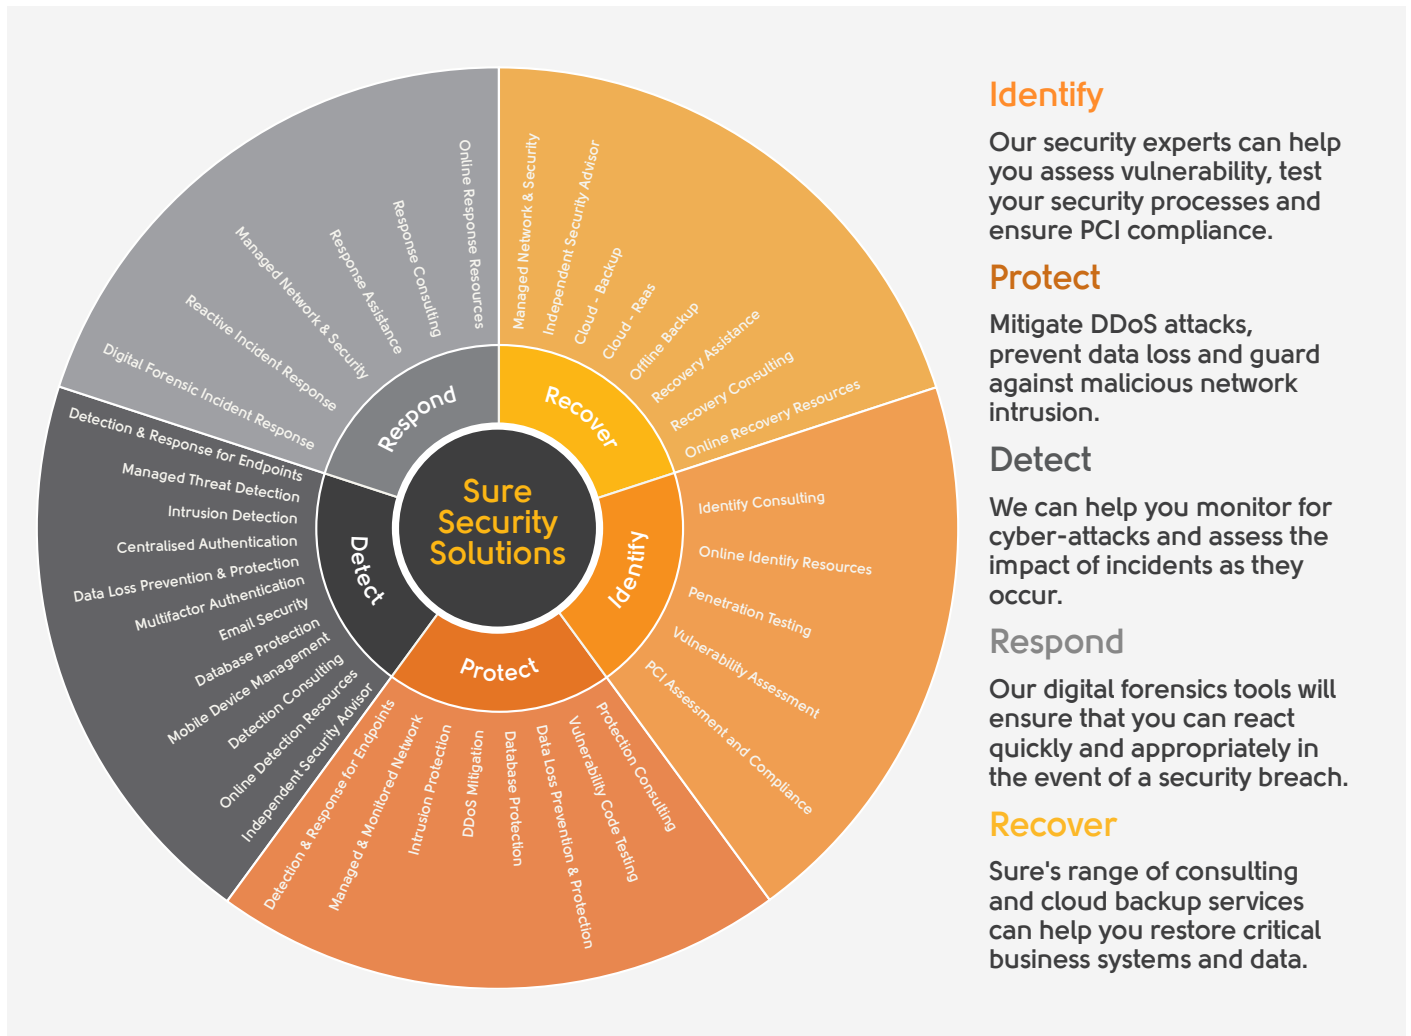 Sure
Security
Solutions
Recover
Managed Network & Security
Independent Security Advisor
Cloud - Backup
Cloud - Raas
Offline Backup
Recovery Assistance
Recovery Consulting
Online Recovery Resources
Identify
Identify Consulting
Online Identify Resources
Penetration Testing
Vulnerability Assessment
PCI Assessment and Compliance
Protect
Protection Consulting
Vulnerability Code Testing
Data Loss Prevention & Protection
Database Protection
DDoS Mitigation
Intrusion Protection
Managed & Monitored Network
Detection & Response for Endpoints
Detect
Independent Security Advisor
Online Detection Resources
Detection Consulting
Mobile Device Management
Database Protection
Email Security
Multifactor Authentication
Data Loss Prevention & Protection
Centralised Authentication
Intrusion Detection
Managed Threat Detection
Detection & Response for Endpoints
Respond
Digital Forensic Incident Response
Reactive Incident Response
Managed Network & Security
Response Assistance
Response Consulting
Online Response Resources
Identify
Our security experts can help
you assess vulnerability, test
your security processes and
ensure PCI compliance.
Protect
Mitigate DDoS attacks,
prevent data loss and guard
against malicious network
intrusion.
Detect
We can help you monitor for
cyber-attacks and assess the
impact of incidents as they
occur.
Respond
Our digital forensics tools will
ensure that you can react
quickly and appropriately in
the event of a security breach.
Recover
Sure's range of consulting
and cloud backup services
can help you restore critical
business systems and data.